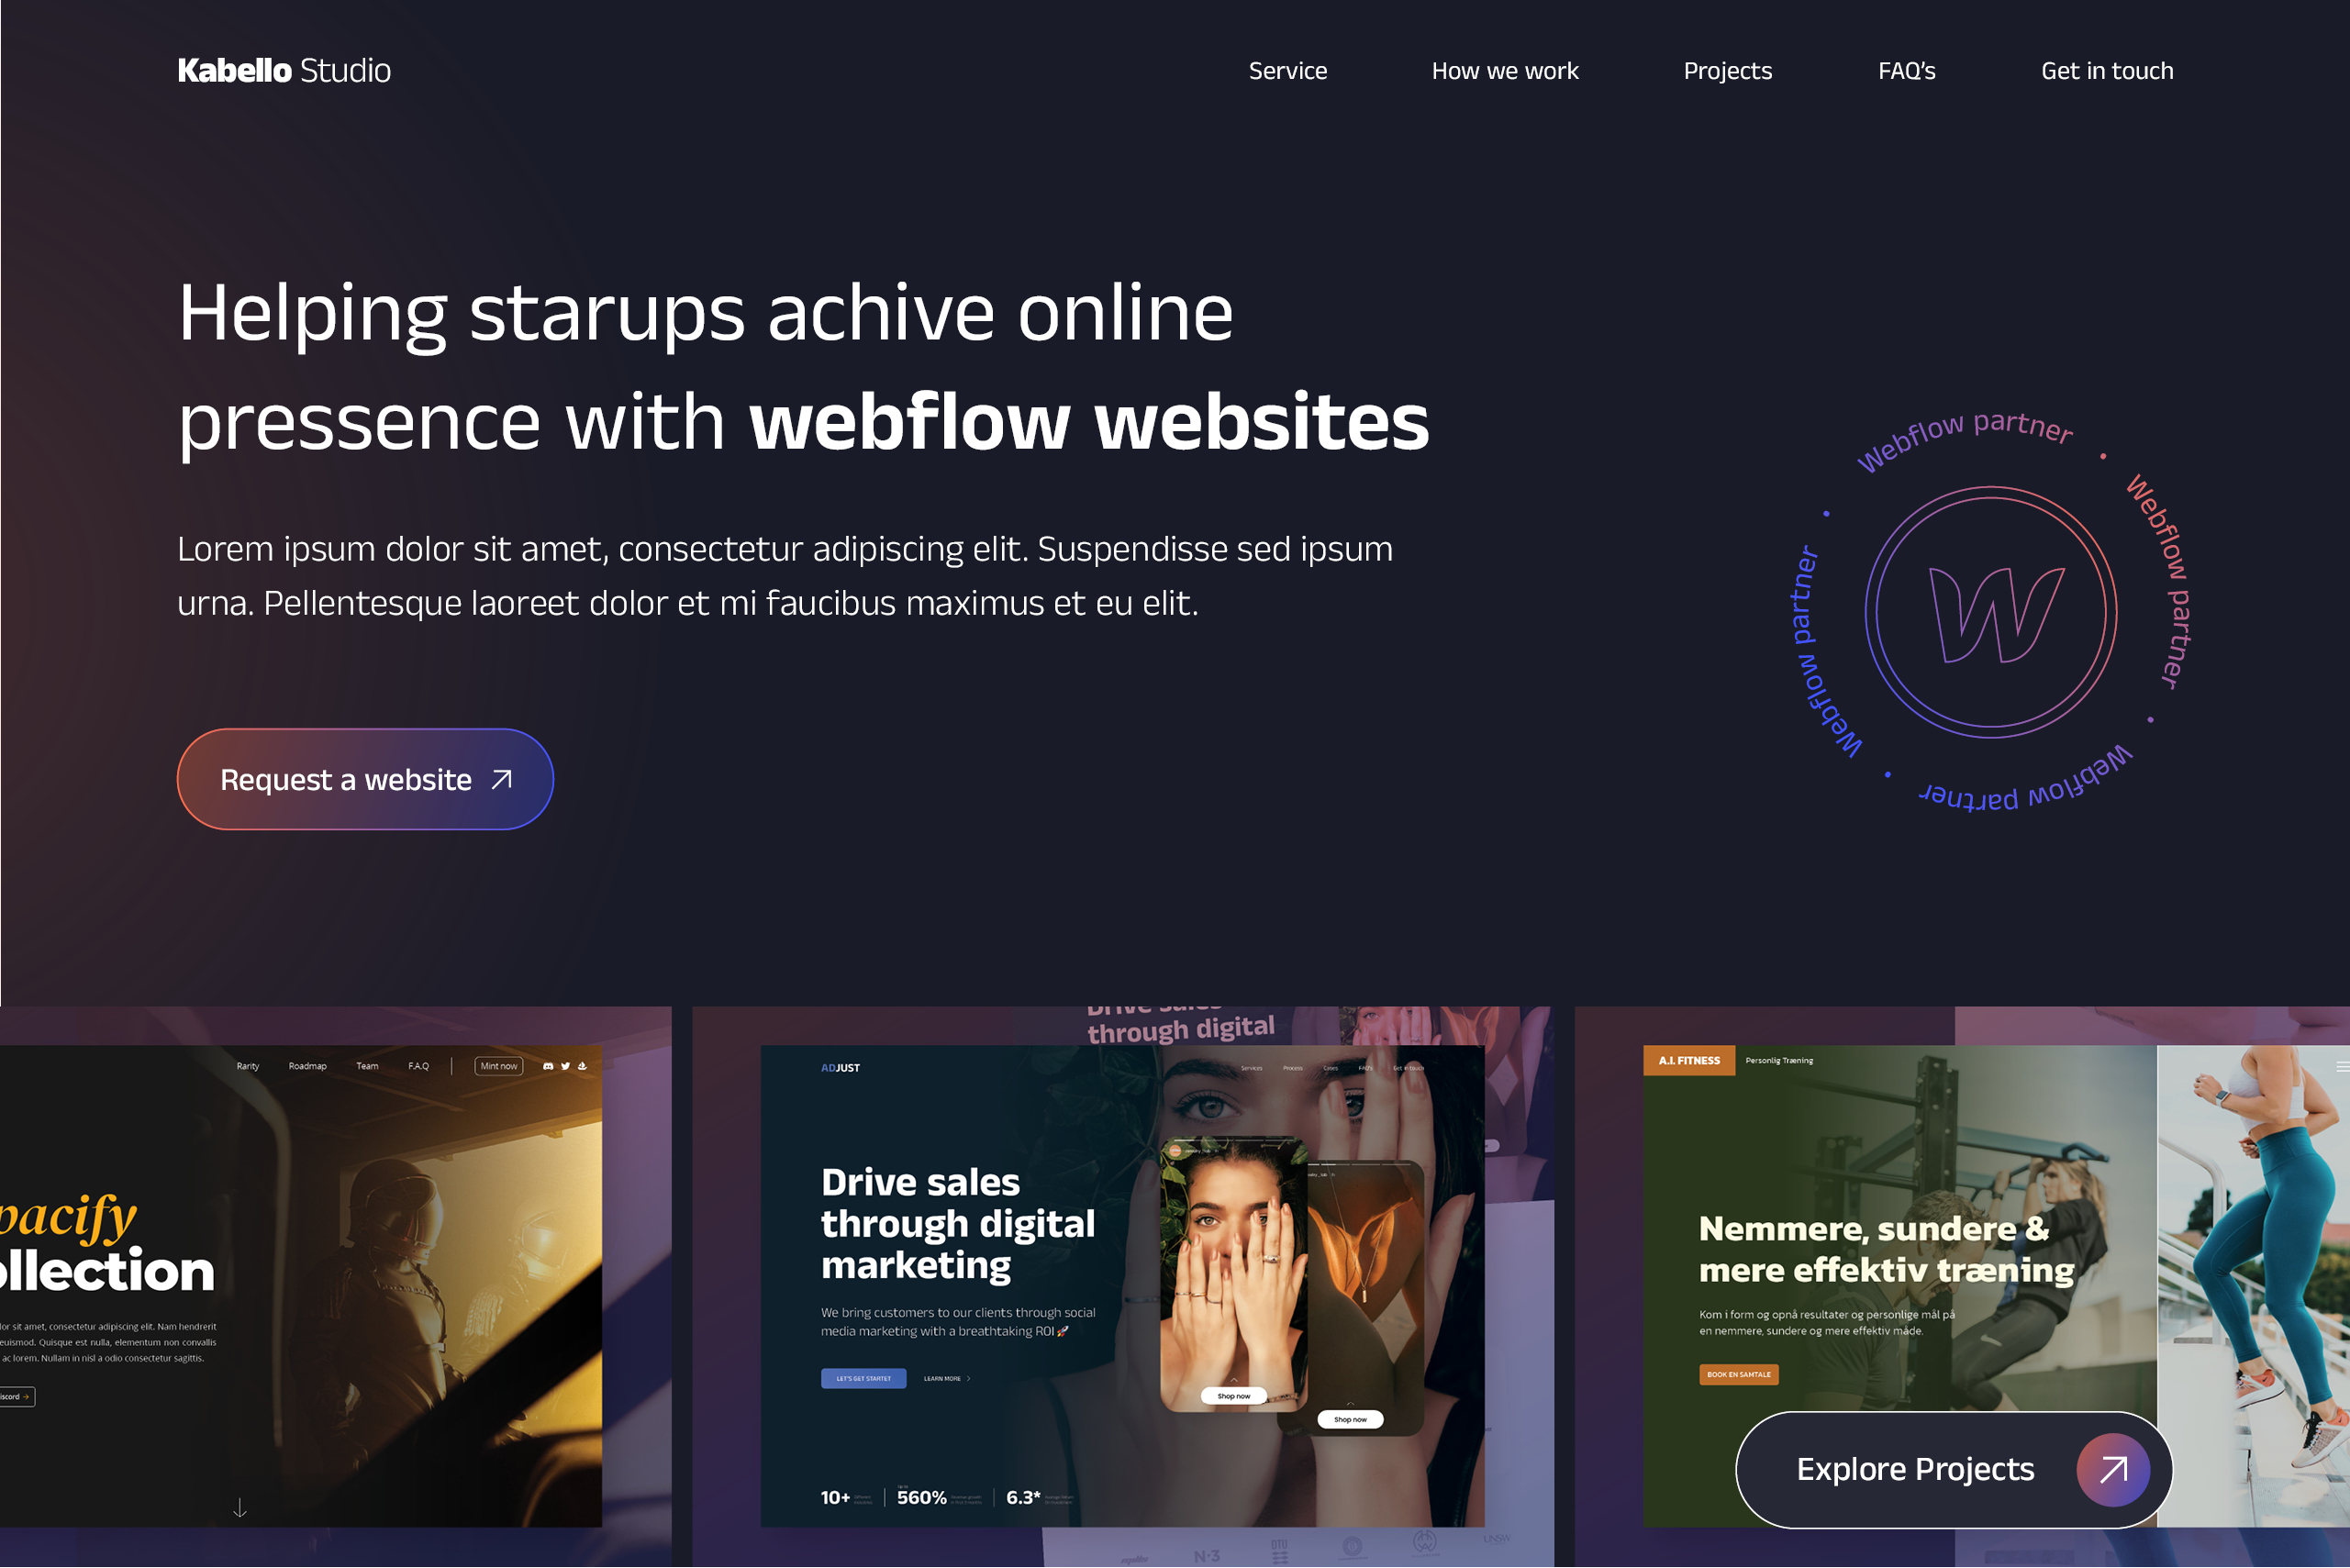 Kabello Studio
Service
How we work
Projects
FAQ's
Get in touch
Helping starups achive online
pressence with webflow websites
Lorem ipsum dolor sit amet, consectetur adipiscing elit. Suspendisse sed ipsum
urna. Pellentesque laoreet dolor et mi faucibus maximus et eu elit.
Request a website
Webflow partner • Webflow partner • Webflow partner • Webflow partner •
Rarity
Roadmap
Team
F.A.Q
Mint now
pacify
ollection
lor sit amet, consectetur adipiscing elit. Nam hendrerit
euismod. Quisque est nulla, elementum non convallis
ac lorem. Nullam in nisl a odio consectetur sagittis.
iscord
Drive sales
through digital
ADJUST
Services
Process
Cases
FAQ's
Get in touch
Drive sales
through digital
marketing
We bring customers to our clients through social
media marketing with a breathtaking ROI🚀
LET'S GET STARTET
LEARN MORE
Shop now
Shop now
10+
560%
6.3*
N·3
DTU
UNSW
A.I. FITNESS
Personlig Træning
Nemmere, sundere &
mere effektiv træning
Kom i form og opnå resultater og personlige mål på
en nemmere, sundere og mere effektiv måde.
BOOK EN SAMTALE
Explore Projects